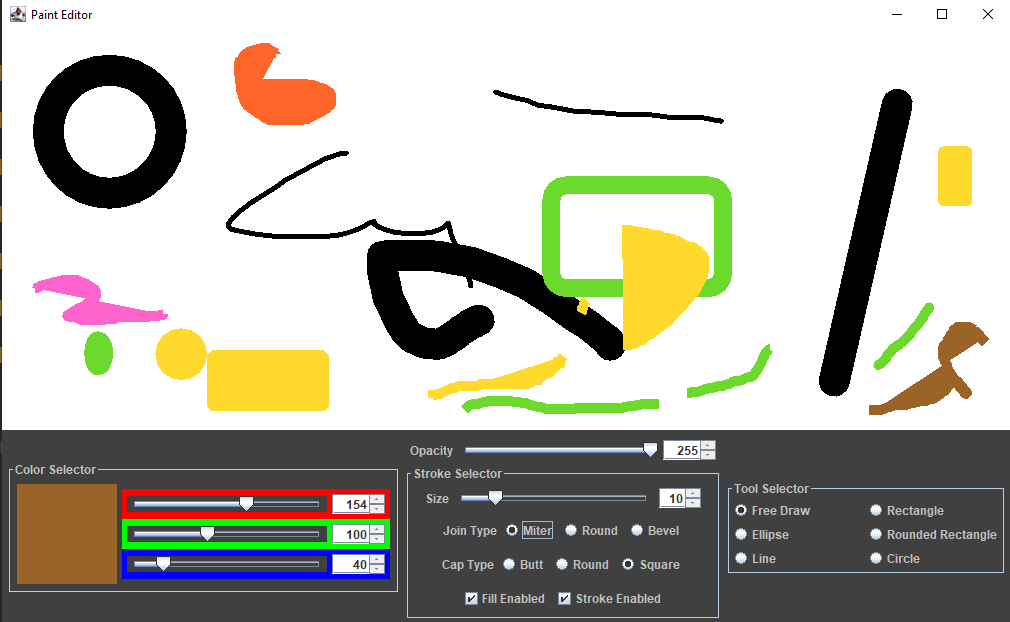 Paint Editor
Opacity 255
Color Selector
154
100
40
Stroke Selector
Size 10
Join Type Miter Round Bevel
Cap Type Butt Round Square
Fill Enabled Stroke Enabled
Tool Selector
Free Draw Rectangle
Ellipse Rounded Rectangle
Line Circle